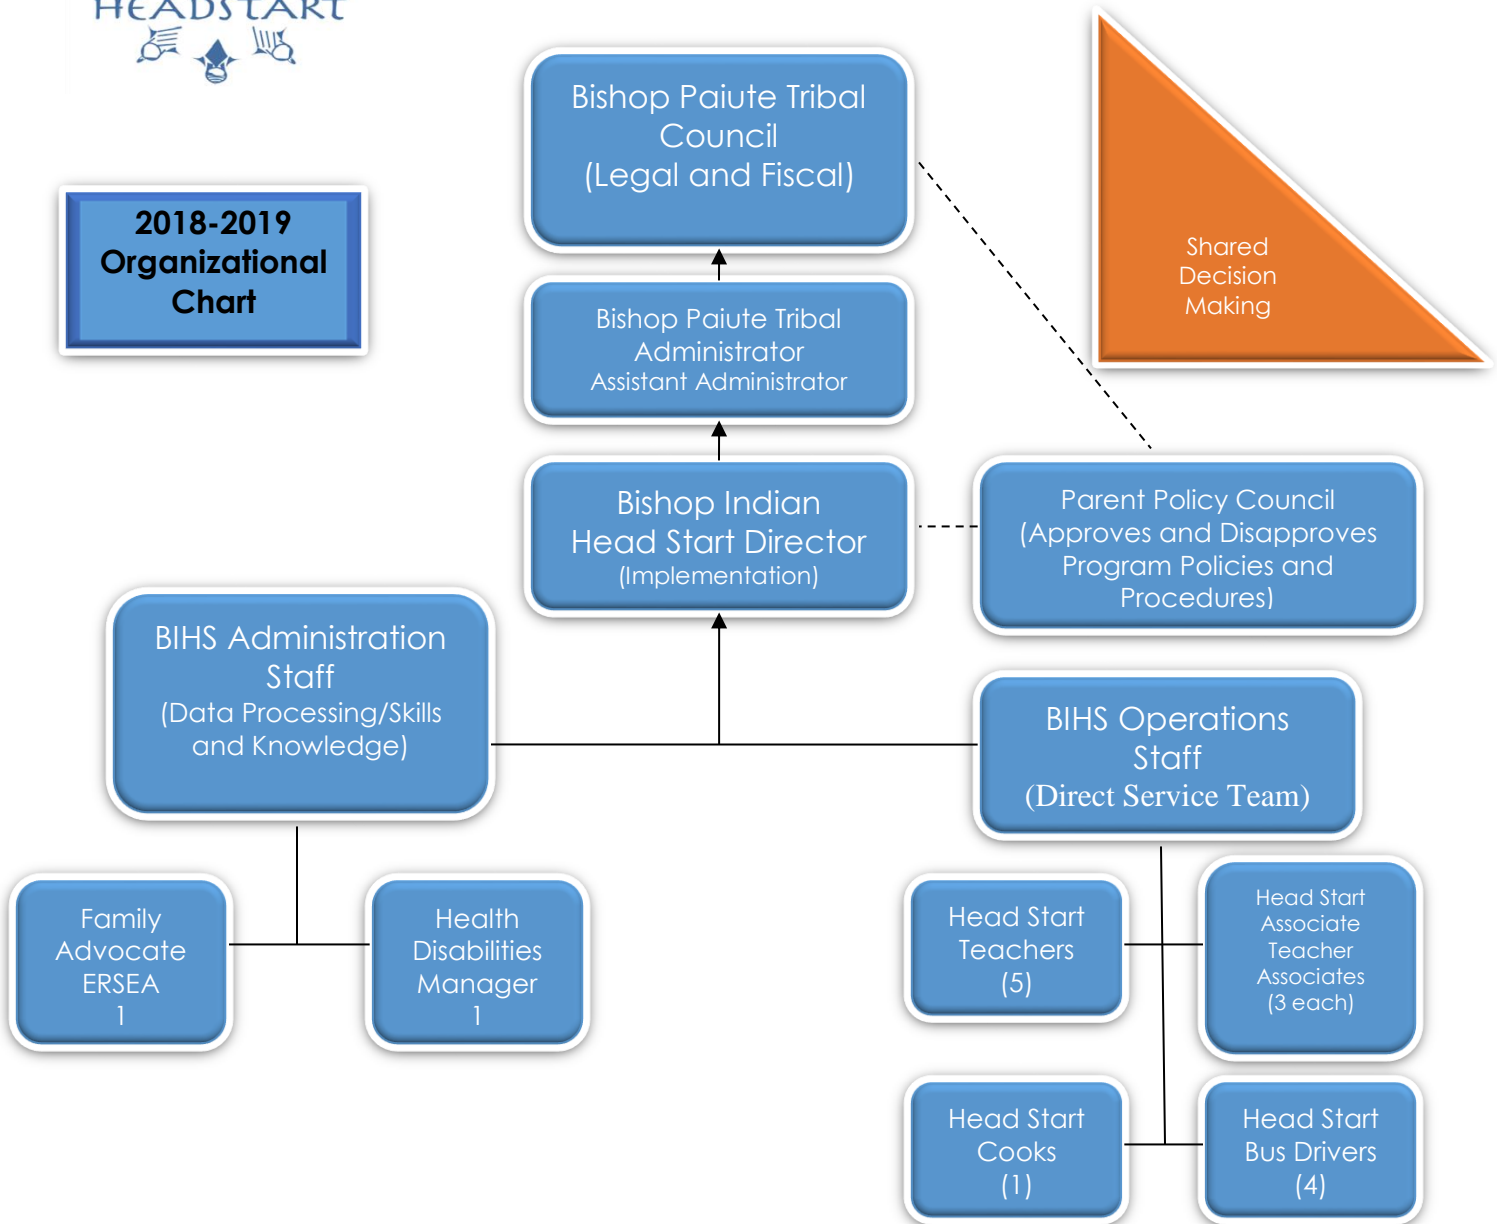 HEADSTART
2018-2019
Organizational
Chart
Bishop Paiute Tribal
Council
(Legal and Fiscal)
Shared
Decision
Making
Bishop Paiute Tribal
Administrator
Assistant Administrator
Bishop Indian
Head Start Director
(Implementation)
Parent Policy Council
(Approves and Disapproves
Program Policies and
Procedures)
BIHS Administration
Staff
(Data Processing/Skills
and Knowledge)
BIHS Operations
Staff
(Direct Service Team)
Family
Advocate
ERSEA
1
Health
Disabilities
Manager
1
Head Start
Teachers
(5)
Head Start
Associate
Teacher
Associates
(3 each)
Head Start
Cooks
(1)
Head Start
Bus Drivers
(4)